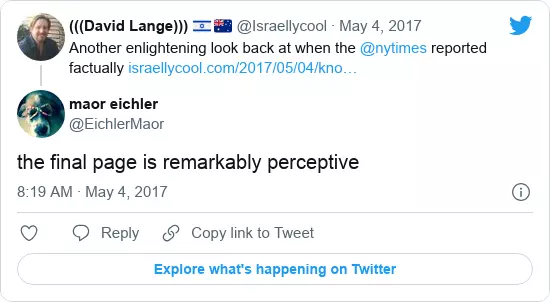 (((David Lange))) 🇮🇱 🇦🇺 @Israellycool · May 4, 2017
Another enlightening look back at when the @nytimes reported
factually israellycool.com/2017/05/04/kno…
maor eichler
@EichlerMaor
the final page is remarkably perceptive
8:19 AM · May 4, 2017
Reply
Copy link to Tweet
Explore what's happening on Twitter